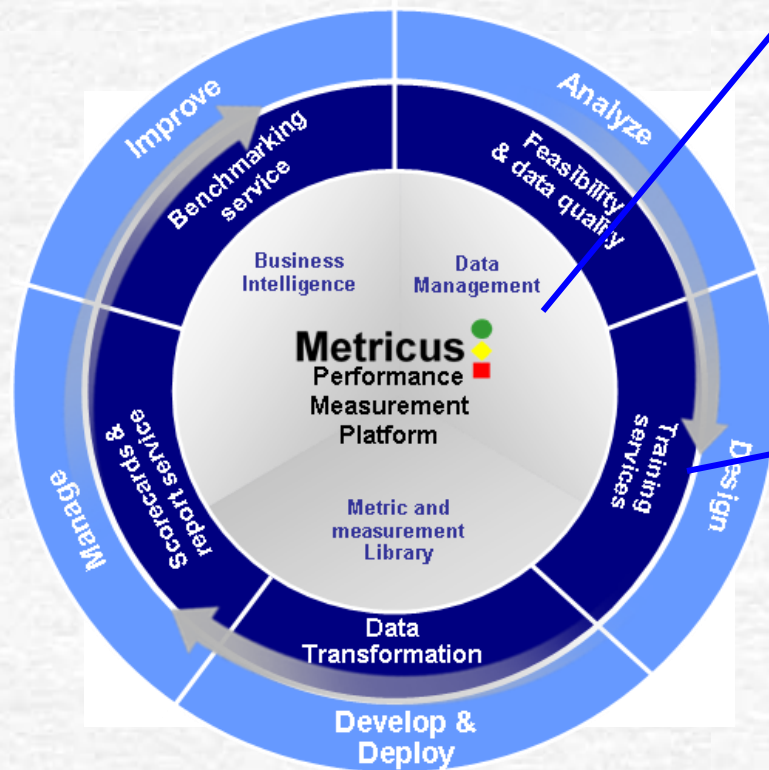 Improve
Analyze
Benchmarking
service
Feasibility
& data quality
Business
Intelligence
Data
Management
Metricus
Performance
Measurement
Platform
Scorecards &
report service
Training
services
Manage
Design
Metric and
measurement
Library
Data
Transformation
Develop &
Deploy